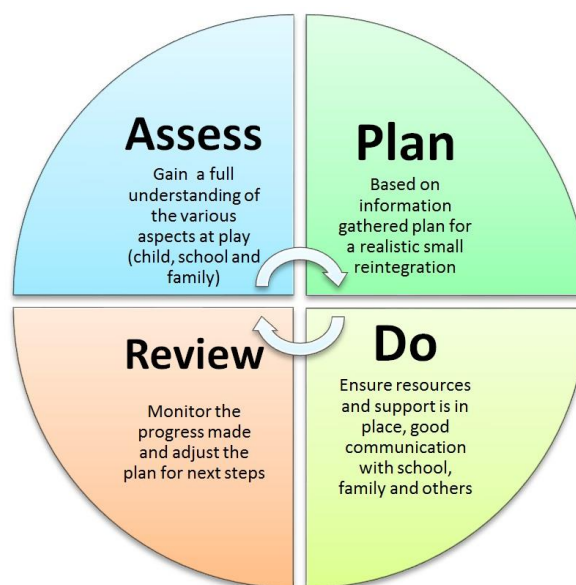 Assess
Gain a full
understanding of
the various
aspects at play
(child, school and
family)
Plan
Based on
information
gathered plan for
a realistic small
reintegration
Review
Monitor the
progress made
and adjust the
plan for next steps
Do
Ensure resources
and support is in
place, good
communication
with school,
family and others